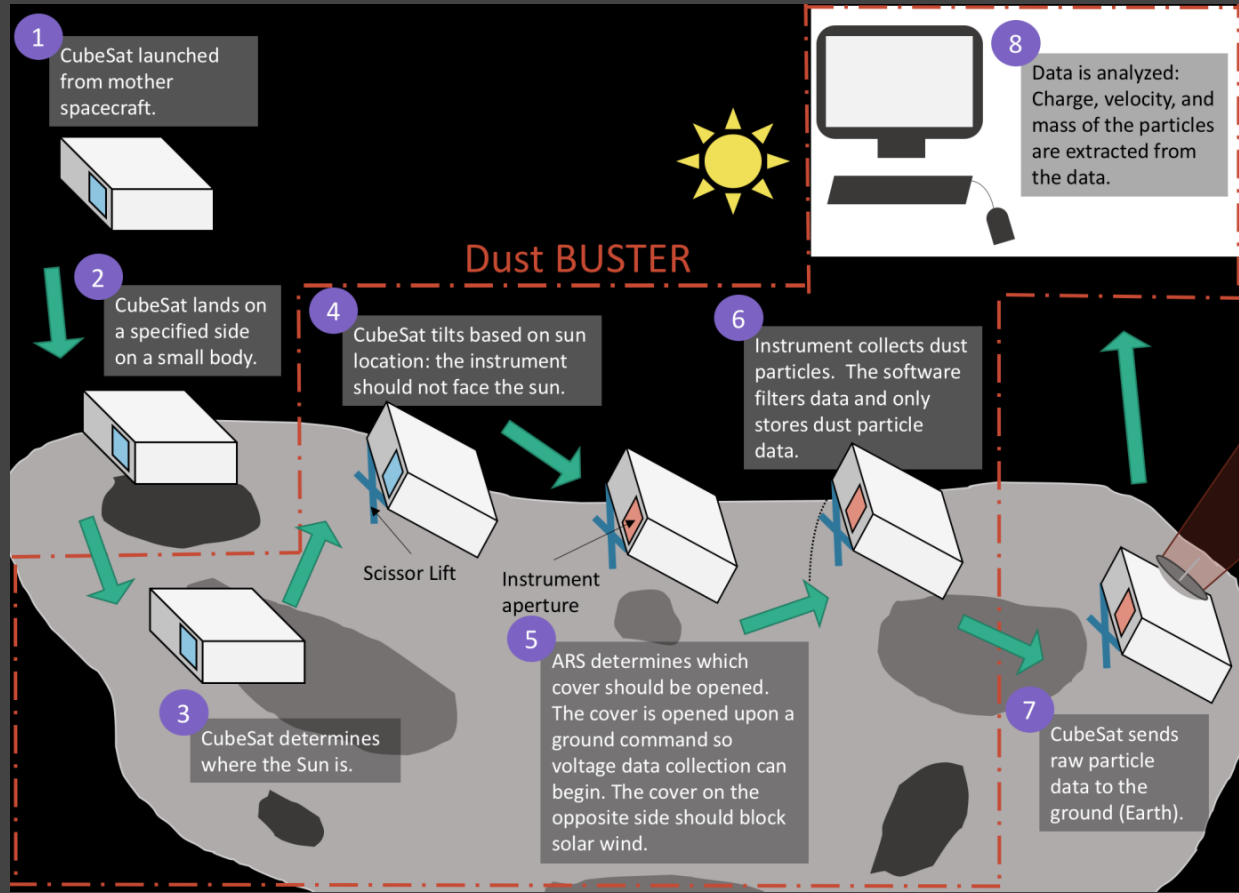 1
CubeSat launched
from mother
spacecraft.
2
CubeSat lands on
a specified side
on a small body.
3
CubeSat determines
where the Sun is.
Dust BUSTER
4
CubeSat tilts based on sun
location: the instrument
should not face the sun.
Scissor Lift
Instrument
aperture
5
ARS determines which
cover should be opened.
The cover is opened upon a
ground command so
voltage data collection can
begin. The cover on the
opposite side should block
solar wind.
6
Instrument collects dust
particles. The software
filters data and only
stores dust particle
data.
7
CubeSat sends
raw particle
data to the
ground (Earth).
8
Data is analyzed:
Charge, velocity, and
mass of the particles
are extracted from
the data.